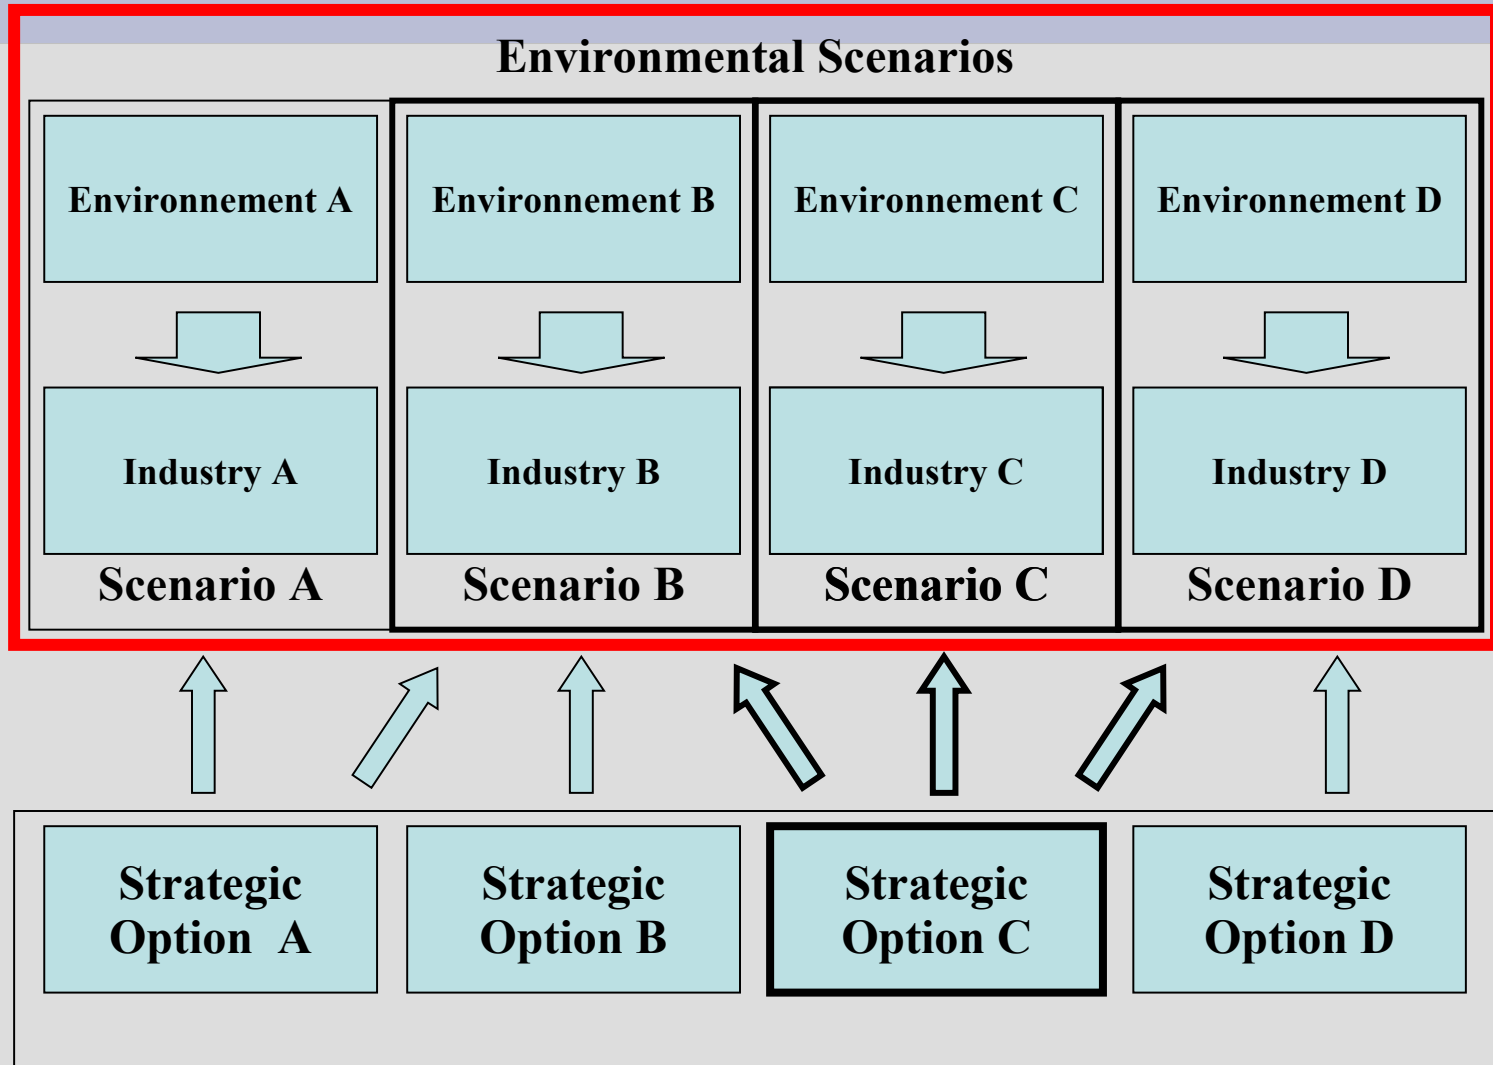 Environmental Scenarios
Environnement A
Environnement B
Environnement C
Environnement D
Industry A
Industry B
Industry C
Industry D
Scenario A
Scenario B
Scenario C
Scenario D
Strategic
Option A
Strategic
Option B
Strategic
Option C
Strategic
Option D